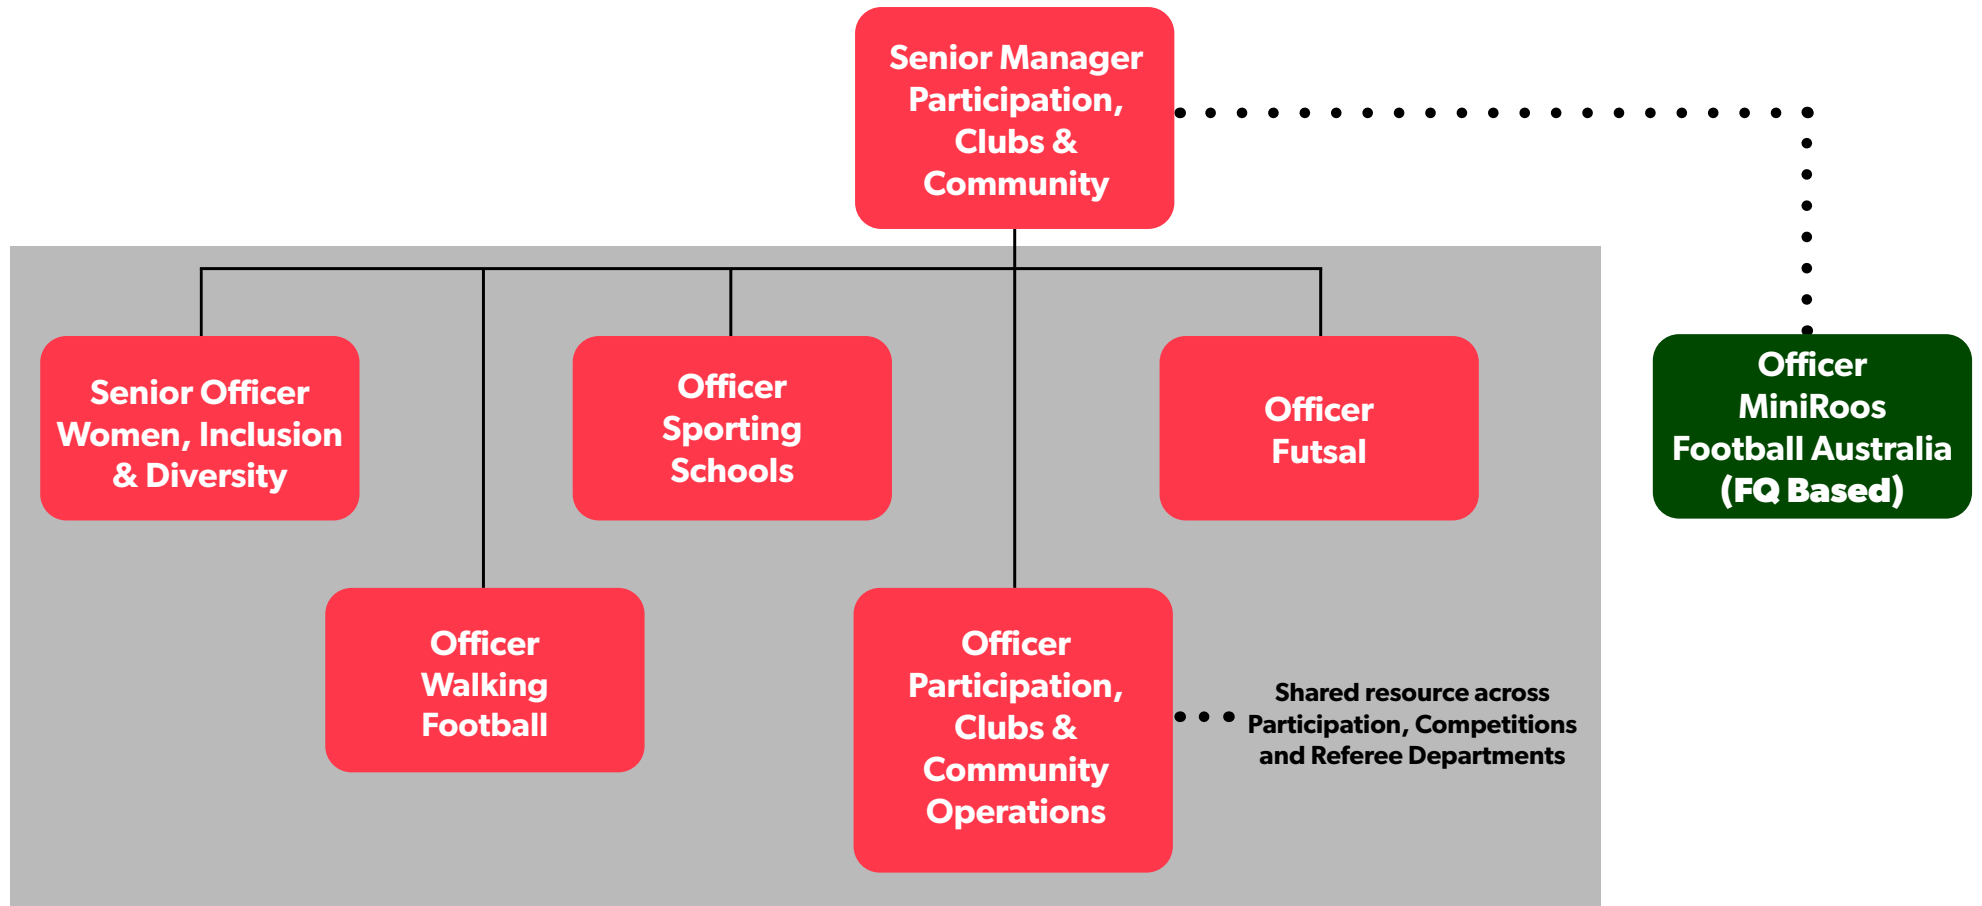 Senior Manager
Participation,
Clubs &
Community
Senior Officer
Women, Inclusion
& Diversity
Officer
Sporting
Schools
Officer
Futsal
Officer
MiniRoos
Football Australia
(FQ Based)
Officer
Walking
Football
Officer
Participation,
Clubs &
Community
Operations
Shared resource across
Participation, Competitions
and Referee Departments